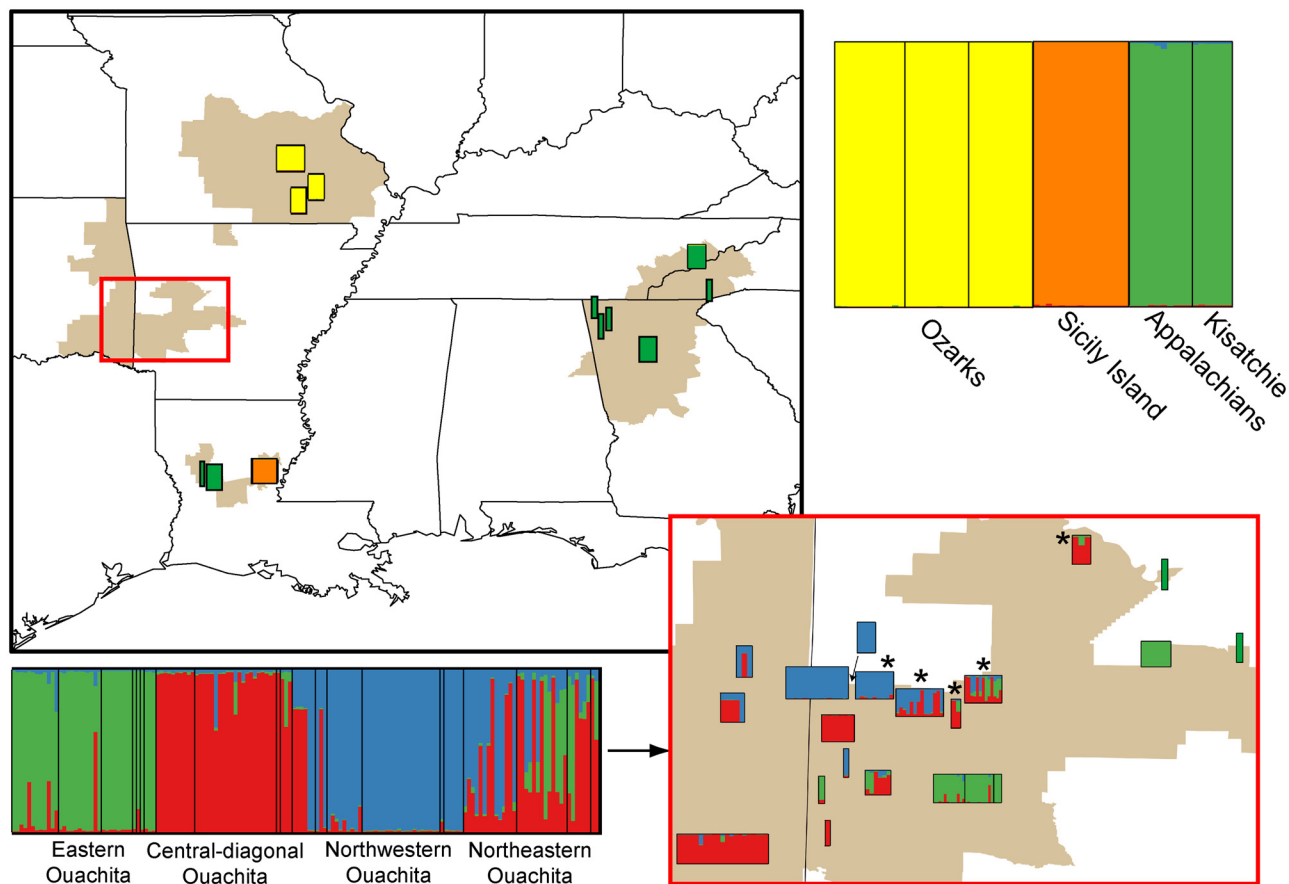 Ozarks
Sicily Island
Appalachians
Kisatchie
*
*
*
*
*
Eastern
Ouachita
Central-diagonal
Ouachita
Northwestern
Ouachita
Northeastern
Ouachita